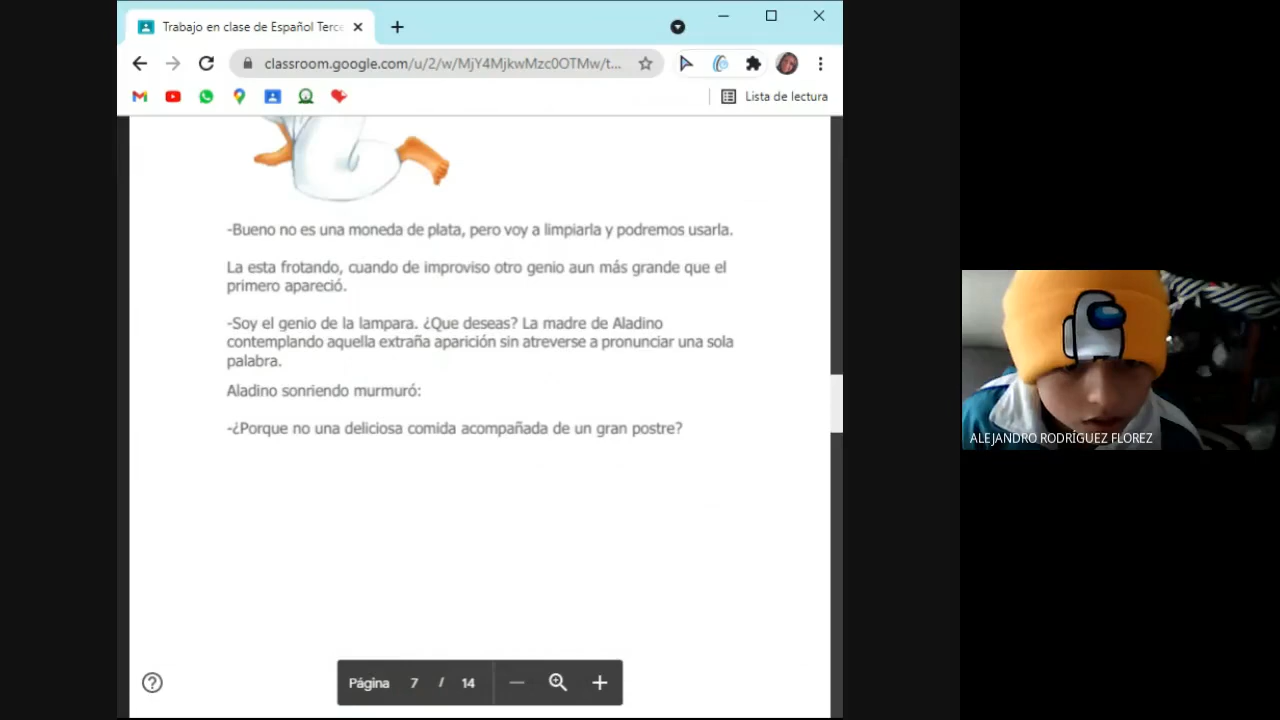 Trabajo en clase de Español Terce
classroom.google.com/u/2/w/MjY4MjkwMzc0OTMw/t...
Lista de lectura
-Bueno no es una moneda de plata, pero voy a limpiarla y podremos usarla.
La esta frotando, cuando de improviso otro genio aun más grande que el
primero apareció.
-Soy el genio de la lampara. ¿Que deseas? La madre de Aladino
contemplando aquella extraña aparición sin atreverse a pronunciar una sola
palabra.
Aladino sonriendo murmuró:
-¿Porque no una deliciosa comida acompañada de un gran postre?
ALEJANDRO RODRÍGUEZ FLOREZ
Página 7 / 14